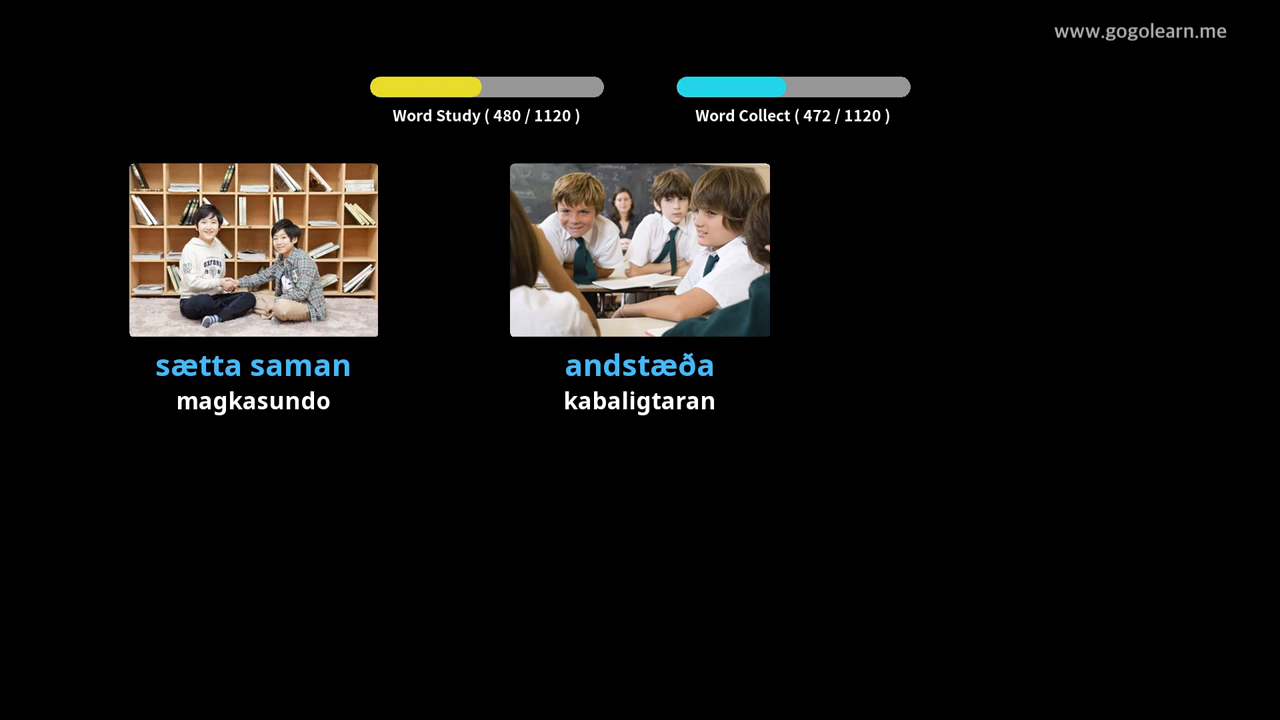 www.gogolearn.me
Word Study ( 480 / 1120 )
Word Collect ( 472 / 1120 )
sætta saman
magkasundo
andstæða
kabaligtaran